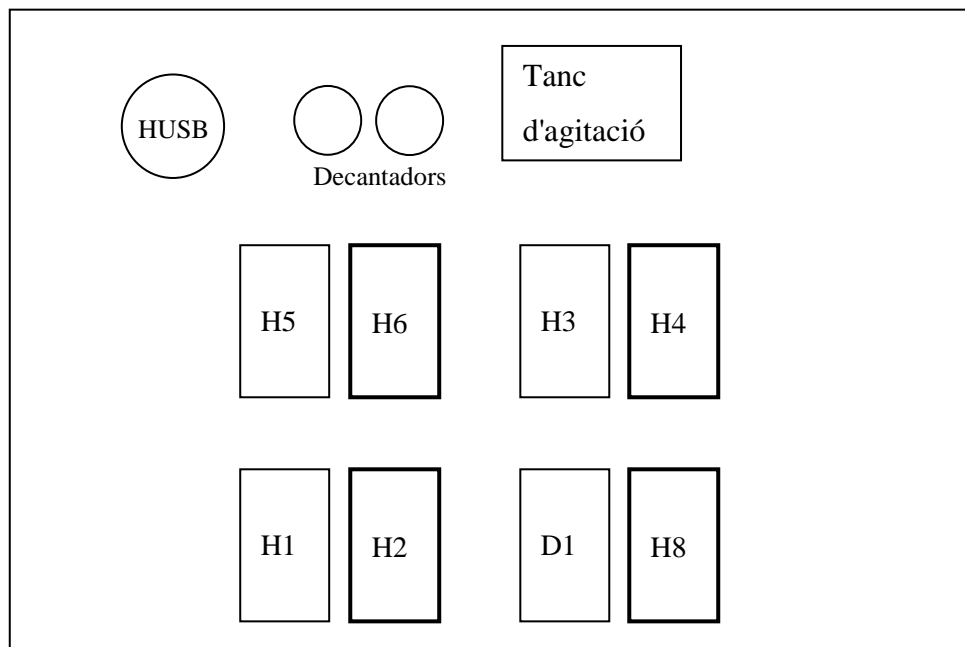 HUSB
Decantadors
Tanc
d'agitació
H5
H6
H3
H4
H1
H2
D1
H8